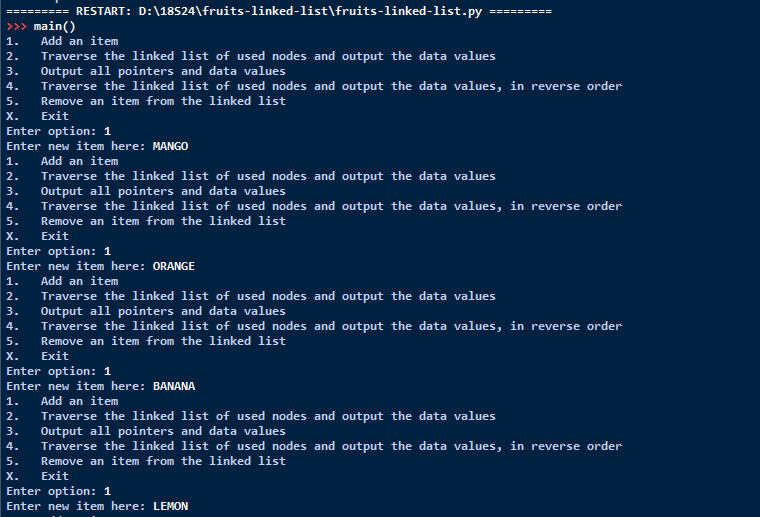 ========= RESTART: D:\18S24\fruits-linked-list\fruits-linked-list.py =========
>>> main()
1.   Add an item
2.   Traverse the linked list of used nodes and output the data values
3.   Output all pointers and data values
4.   Traverse the linked list of used nodes and output the data values, in reverse order
5.   Remove an item from the linked list
X.   Exit
Enter option: 1
Enter new item here: MANGO
1.   Add an item
2.   Traverse the linked list of used nodes and output the data values
3.   Output all pointers and data values
4.   Traverse the linked list of used nodes and output the data values, in reverse order
5.   Remove an item from the linked list
X.   Exit
Enter option: 1
Enter new item here: ORANGE
1.   Add an item
2.   Traverse the linked list of used nodes and output the data values
3.   Output all pointers and data values
4.   Traverse the linked list of used nodes and output the data values, in reverse order
5.   Remove an item from the linked list
X.   Exit
Enter option: 1
Enter new item here: BANANA
1.   Add an item
2.   Traverse the linked list of used nodes and output the data values
3.   Output all pointers and data values
4.   Traverse the linked list of used nodes and output the data values, in reverse order
5.   Remove an item from the linked list
X.   Exit
Enter option: 1
Enter new item here: LEMON